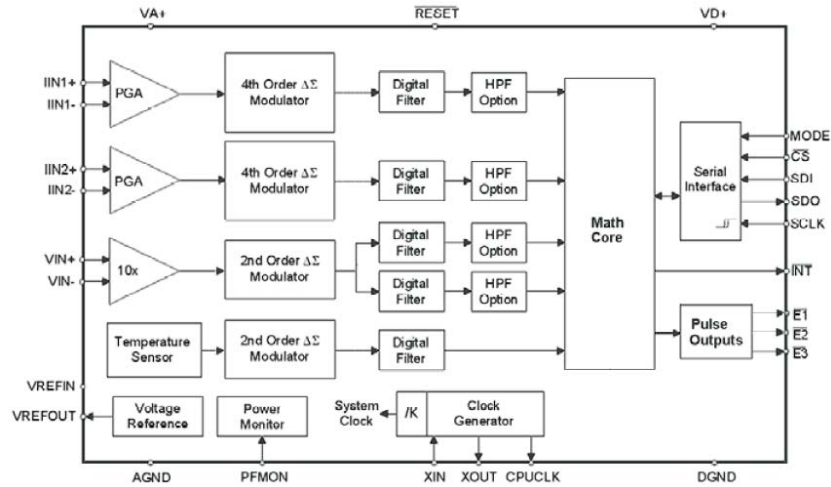 VA+
RESET
VD+
IIN1+
IIN1-
PGA
4th Order ΔΣ
Modulator
Digital
Filter
HPF
Option
IIN2+
IIN2-
PGA
4th Order ΔΣ
Modulator
Digital
Filter
HPF
Option
VIN+
VIN-
10x
2nd Order ΔΣ
Modulator
Digital
Filter
HPF
Option
Digital
Filter
HPF
Option
Temperature
Sensor
2nd Order ΔΣ
Modulator
Digital
Filter
Math
Core
Serial
Interface
MODE
CS
SDI
SDO
SCLK
INT
Pulse
Outputs
E1
E2
E3
VREFIN
VREFOUT
Voltage
Reference
Power
Monitor
System
Clock
/K
Clock
Generator
AGND
PFMON
XIN
XOUT
CPUCLK
DGND